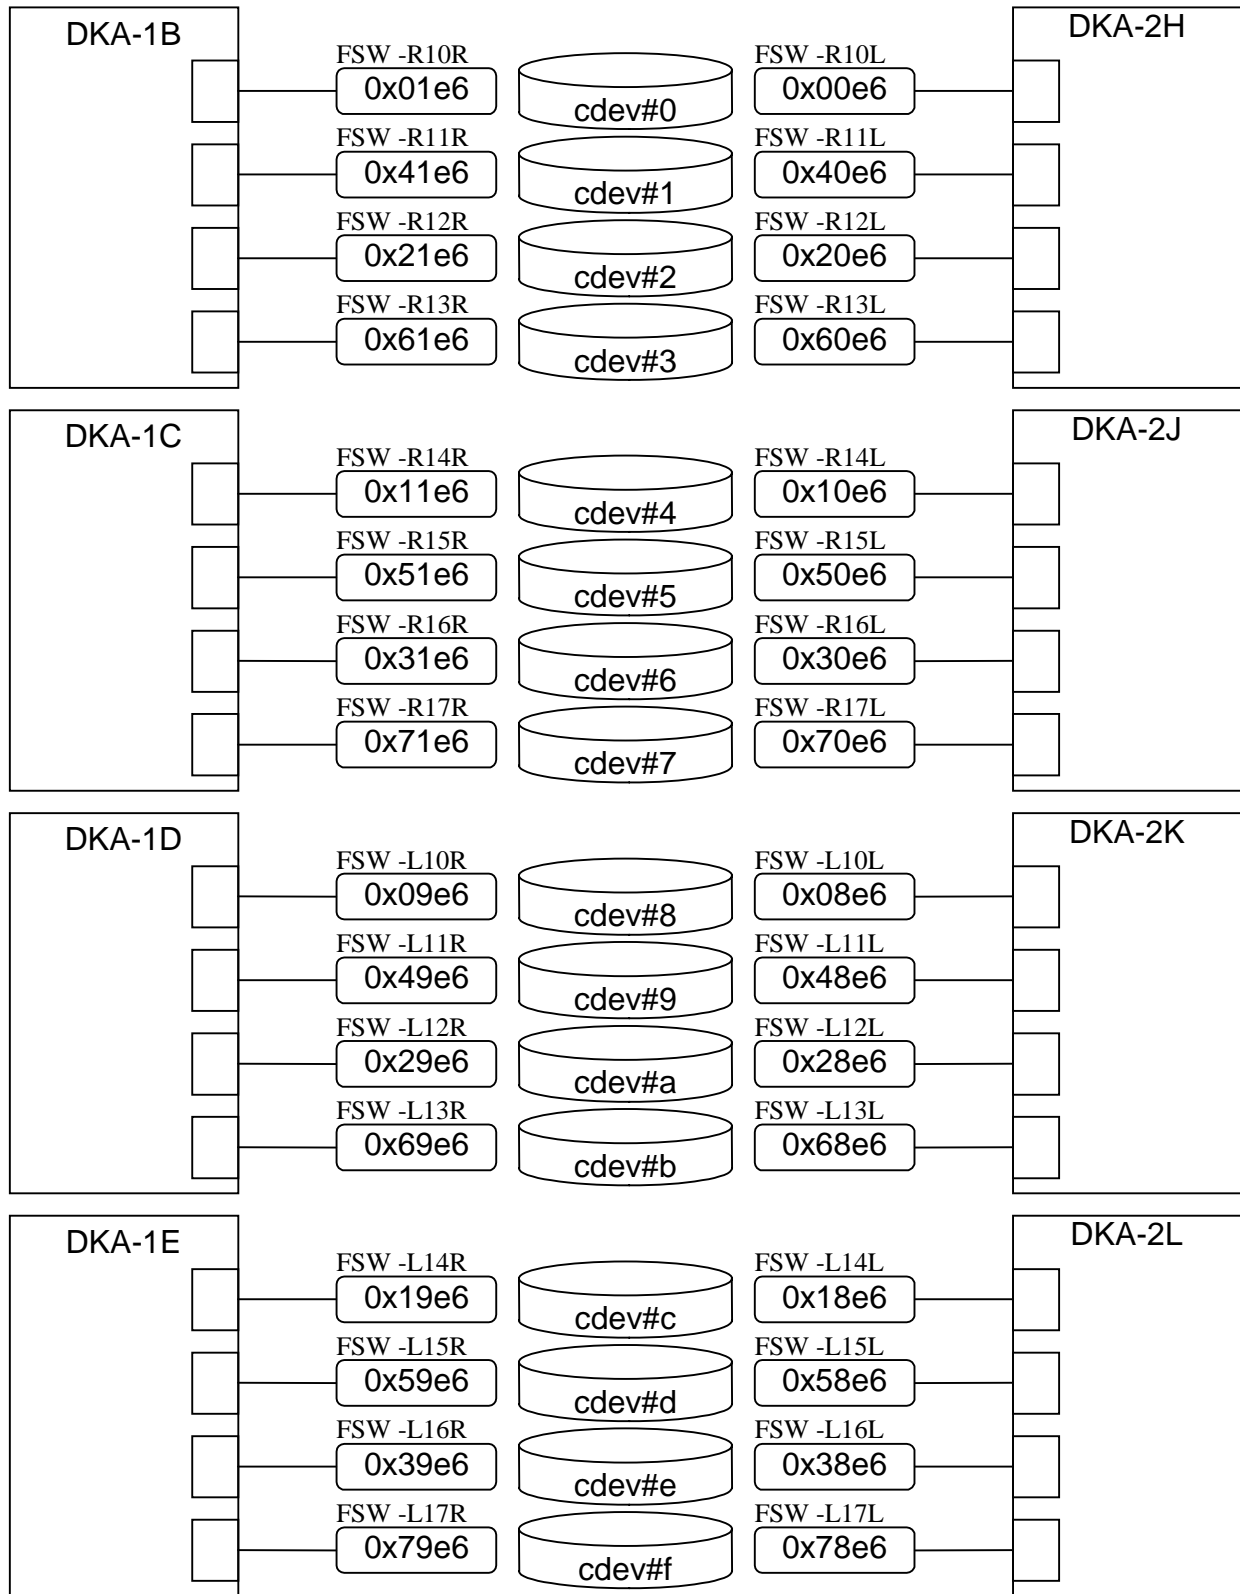 DKA-1B DKA-2H
FSW -R10R FSW -R10L
0x01e6 cdev#0 0x00e6
FSW -R11R FSW -R11L
0x41e6 cdev#1 0x40e6
FSW -R12R FSW -R12L
0x21e6 cdev#2 0x20e6
FSW -R13R FSW -R13L
0x61e6 cdev#3 0x60e6
DKA-1C DKA-2J
FSW -R14R FSW -R14L
0x11e6 cdev#4 0x10e6
FSW -R15R FSW -R15L
0x51e6 cdev#5 0x50e6
FSW -R16R FSW -R16L
0x31e6 cdev#6 0x30e6
FSW -R17R FSW -R17L
0x71e6 cdev#7 0x70e6
DKA-1D DKA-2K
FSW -L10R FSW -L10L
0x09e6 cdev#8 0x08e6
FSW -L11R FSW -L11L
0x49e6 cdev#9 0x48e6
FSW -L12R FSW -L12L
0x29e6 cdev#a 0x28e6
FSW -L13R FSW -L13L
0x69e6 cdev#b 0x68e6
DKA-1E DKA-2L
FSW -L14R FSW -L14L
0x19e6 cdev#c 0x18e6
FSW -L15R FSW -L15L
0x59e6 cdev#d 0x58e6
FSW -L16R FSW -L16L
0x39e6 cdev#e 0x38e6
FSW -L17R FSW -L17L
0x79e6 cdev#f 0x78e6